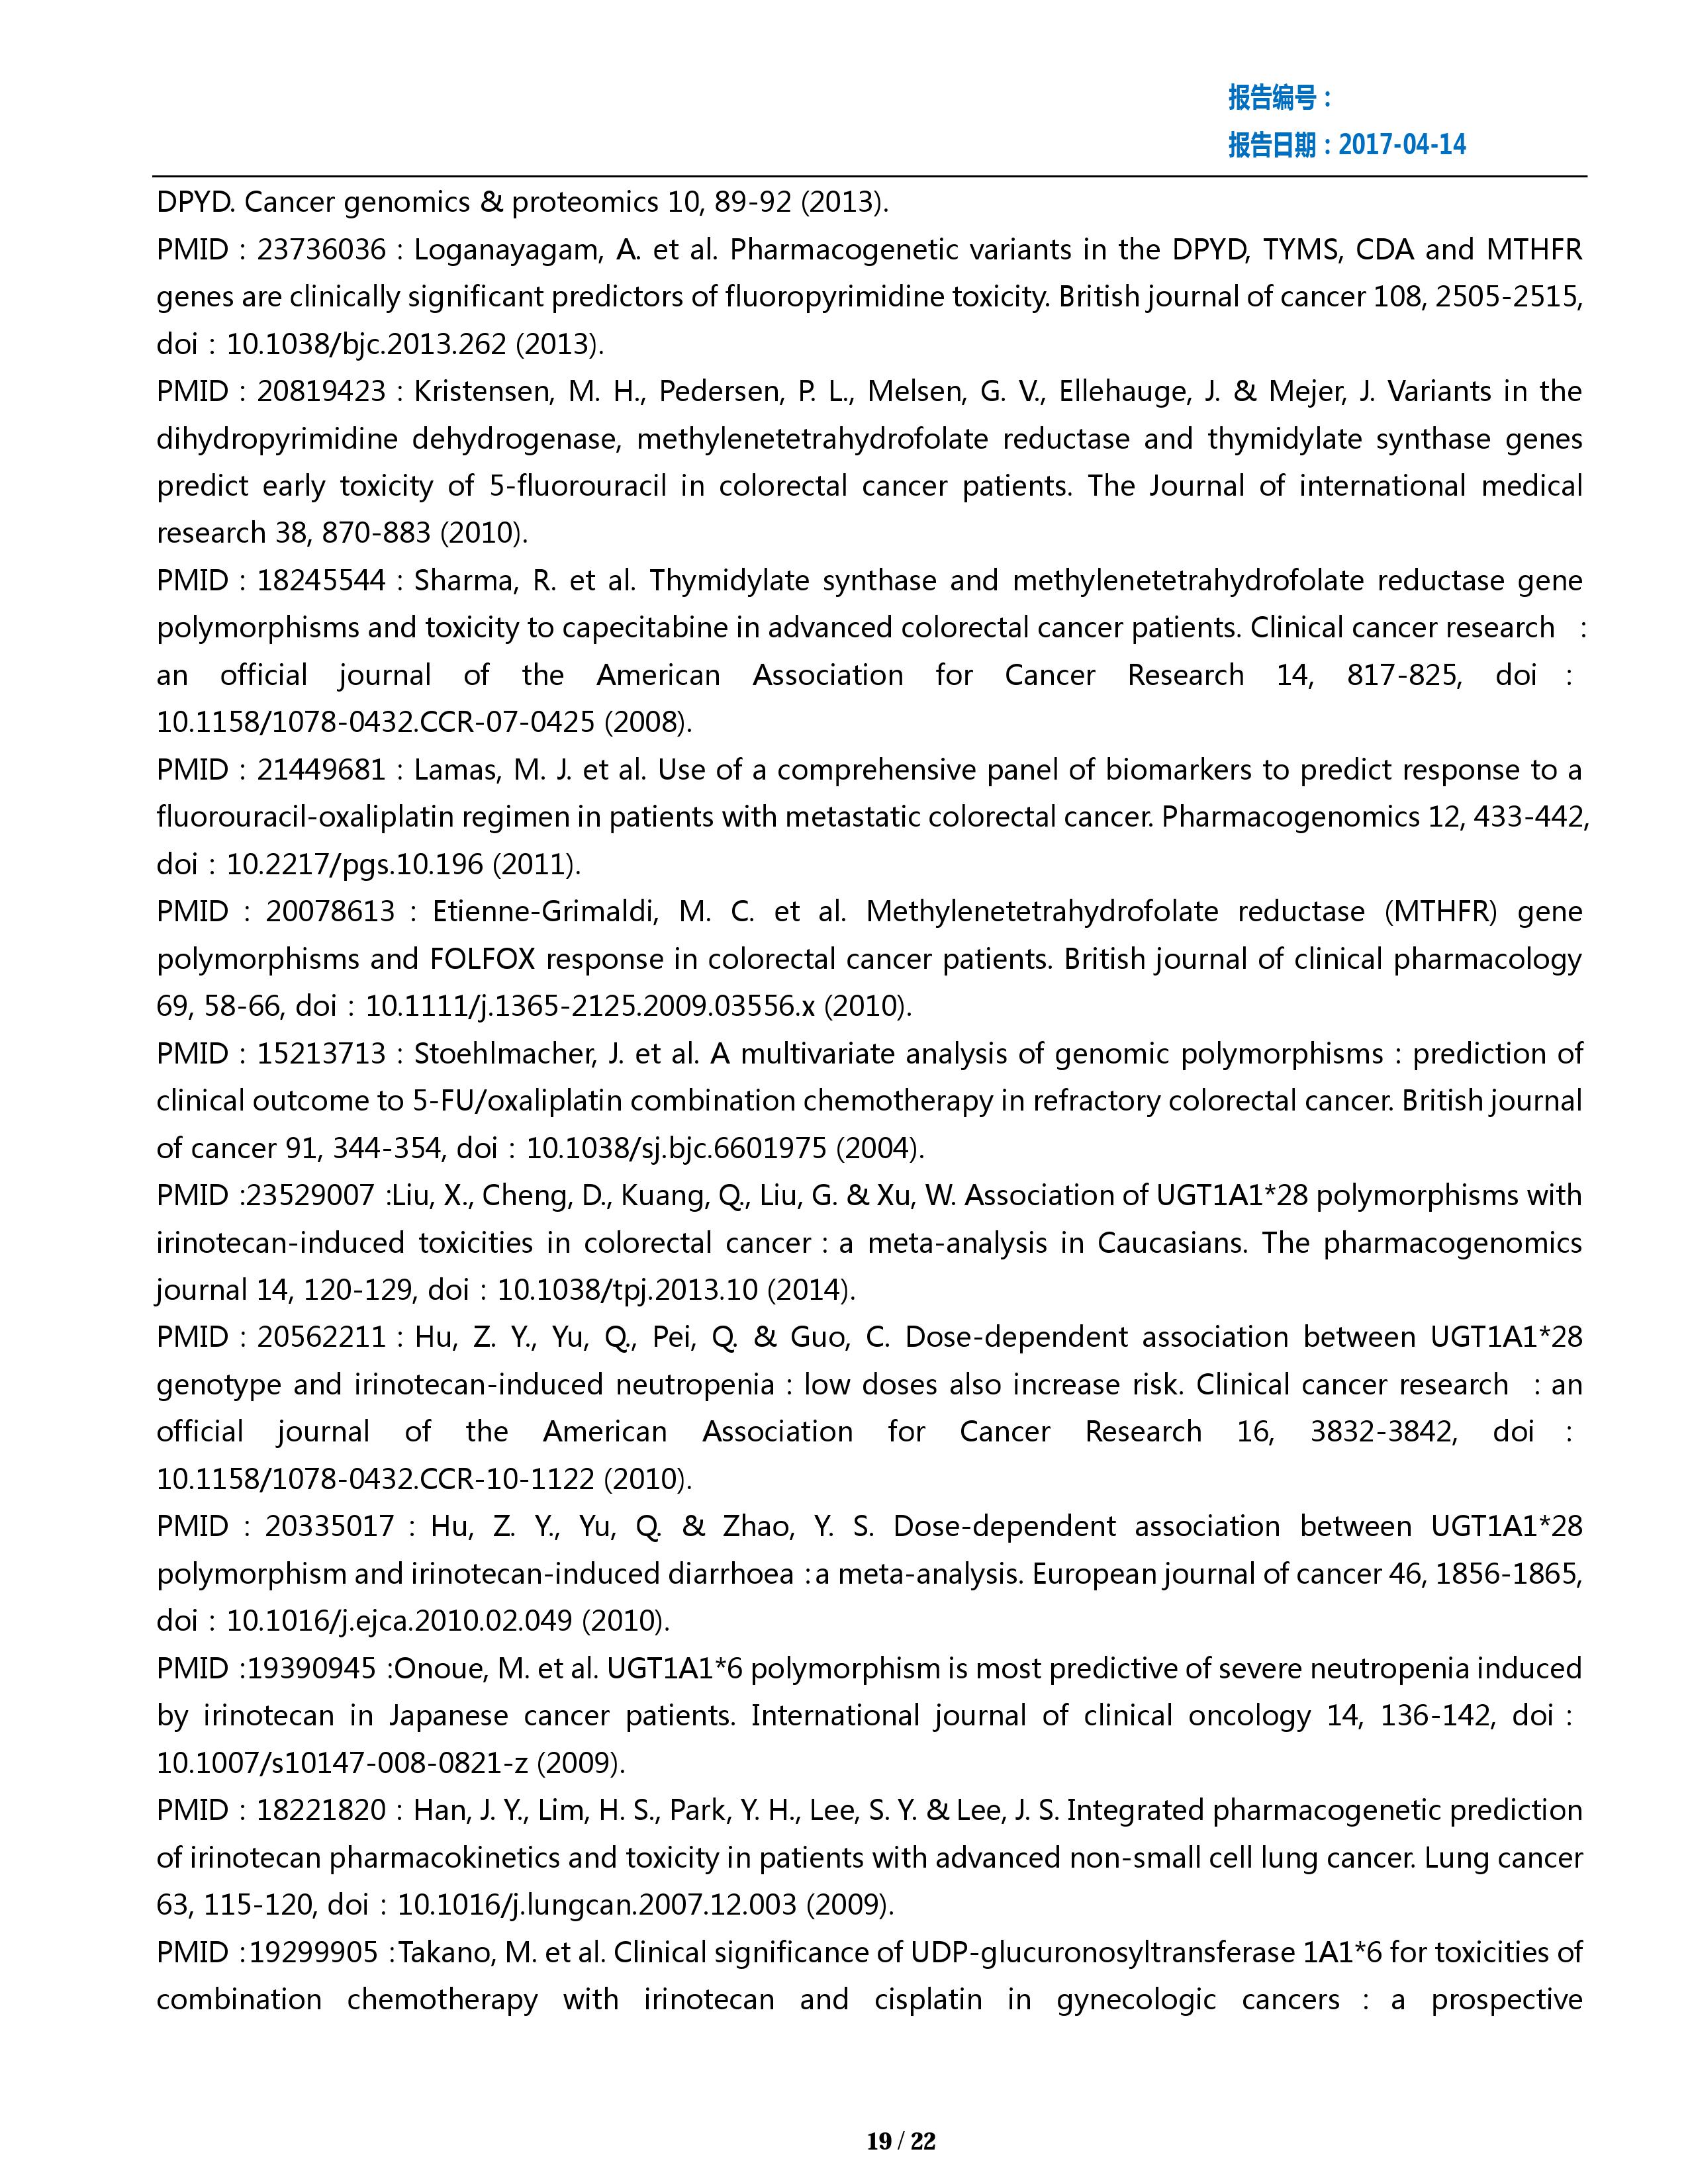 报告编号：
报告日期：2017-04-14
DPYD. Cancer genomics & proteomics 10, 89-92 (2013).
PMID：23736036：Loganayagam, A. et al. Pharmacogenetic variants in the DPYD, TYMS, CDA and MTHFR
genes are clinically significant predictors of fluoropyrimidine toxicity. British journal of cancer 108, 2505-2515,
doi：10.1038/bjc.2013.262 (2013).
PMID：20819423：Kristensen, M. H., Pedersen, P. L., Melsen, G. V., Ellehauge, J. & Mejer, J. Variants in the
dihydropyrimidine dehydrogenase, methylenetetrahydrofolate reductase and thymidylate synthase genes
predict early toxicity of 5-fluorouracil in colorectal cancer patients. The Journal of international medical
research 38, 870-883 (2010).
PMID：18245544：Sharma, R. et al. Thymidylate synthase and methylenetetrahydrofolate reductase gene
polymorphisms and toxicity to capecitabine in advanced colorectal cancer patients. Clinical cancer research ：
an official journal of the American Association for Cancer Research 14, 817-825, doi：
10.1158/1078-0432.CCR-07-0425 (2008).
PMID：21449681：Lamas, M. J. et al. Use of a comprehensive panel of biomarkers to predict response to a
fluorouracil-oxaliplatin regimen in patients with metastatic colorectal cancer. Pharmacogenomics 12, 433-442,
doi：10.2217/pgs.10.196 (2011).
PMID：20078613：Etienne-Grimaldi, M. C. et al. Methylenetetrahydrofolate reductase (MTHFR) gene
polymorphisms and FOLFOX response in colorectal cancer patients. British journal of clinical pharmacology
69, 58-66, doi：10.1111/j.1365-2125.2009.03556.x (2010).
PMID：15213713：Stoehlmacher, J. et al. A multivariate analysis of genomic polymorphisms：prediction of
clinical outcome to 5-FU/oxaliplatin combination chemotherapy in refractory colorectal cancer. British journal
of cancer 91, 344-354, doi：10.1038/sj.bjc.6601975 (2004).
PMID：23529007：Liu, X., Cheng, D., Kuang, Q., Liu, G. & Xu, W. Association of UGT1A1*28 polymorphisms with
irinotecan-induced toxicities in colorectal cancer：a meta-analysis in Caucasians. The pharmacogenomics
journal 14, 120-129, doi：10.1038/tpj.2013.10 (2014).
PMID：20562211：Hu, Z. Y., Yu, Q., Pei, Q. & Guo, C. Dose-dependent association between UGT1A1*28
genotype and irinotecan-induced neutropenia：low doses also increase risk. Clinical cancer research ：an
official journal of the American Association for Cancer Research 16, 3832-3842, doi：
10.1158/1078-0432.CCR-10-1122 (2010).
PMID：20335017：Hu, Z. Y., Yu, Q. & Zhao, Y. S. Dose-dependent association between UGT1A1*28
polymorphism and irinotecan-induced diarrhoea：a meta-analysis. European journal of cancer 46, 1856-1865,
doi：10.1016/j.ejca.2010.02.049 (2010).
PMID：19390945：Onoue, M. et al. UGT1A1*6 polymorphism is most predictive of severe neutropenia induced
by irinotecan in Japanese cancer patients. International journal of clinical oncology 14, 136-142, doi：
10.1007/s10147-008-0821-z (2009).
PMID：18221820：Han, J. Y., Lim, H. S., Park, Y. H., Lee, S. Y. & Lee, J. S. Integrated pharmacogenetic prediction
of irinotecan pharmacokinetics and toxicity in patients with advanced non-small cell lung cancer. Lung cancer
63, 115-120, doi：10.1016/j.lungcan.2007.12.003 (2009).
PMID：19299905：Takano, M. et al. Clinical significance of UDP-glucuronosyltransferase 1A1*6 for toxicities of
combination chemotherapy with irinotecan and cisplatin in gynecologic cancers：a prospective
19 / 22